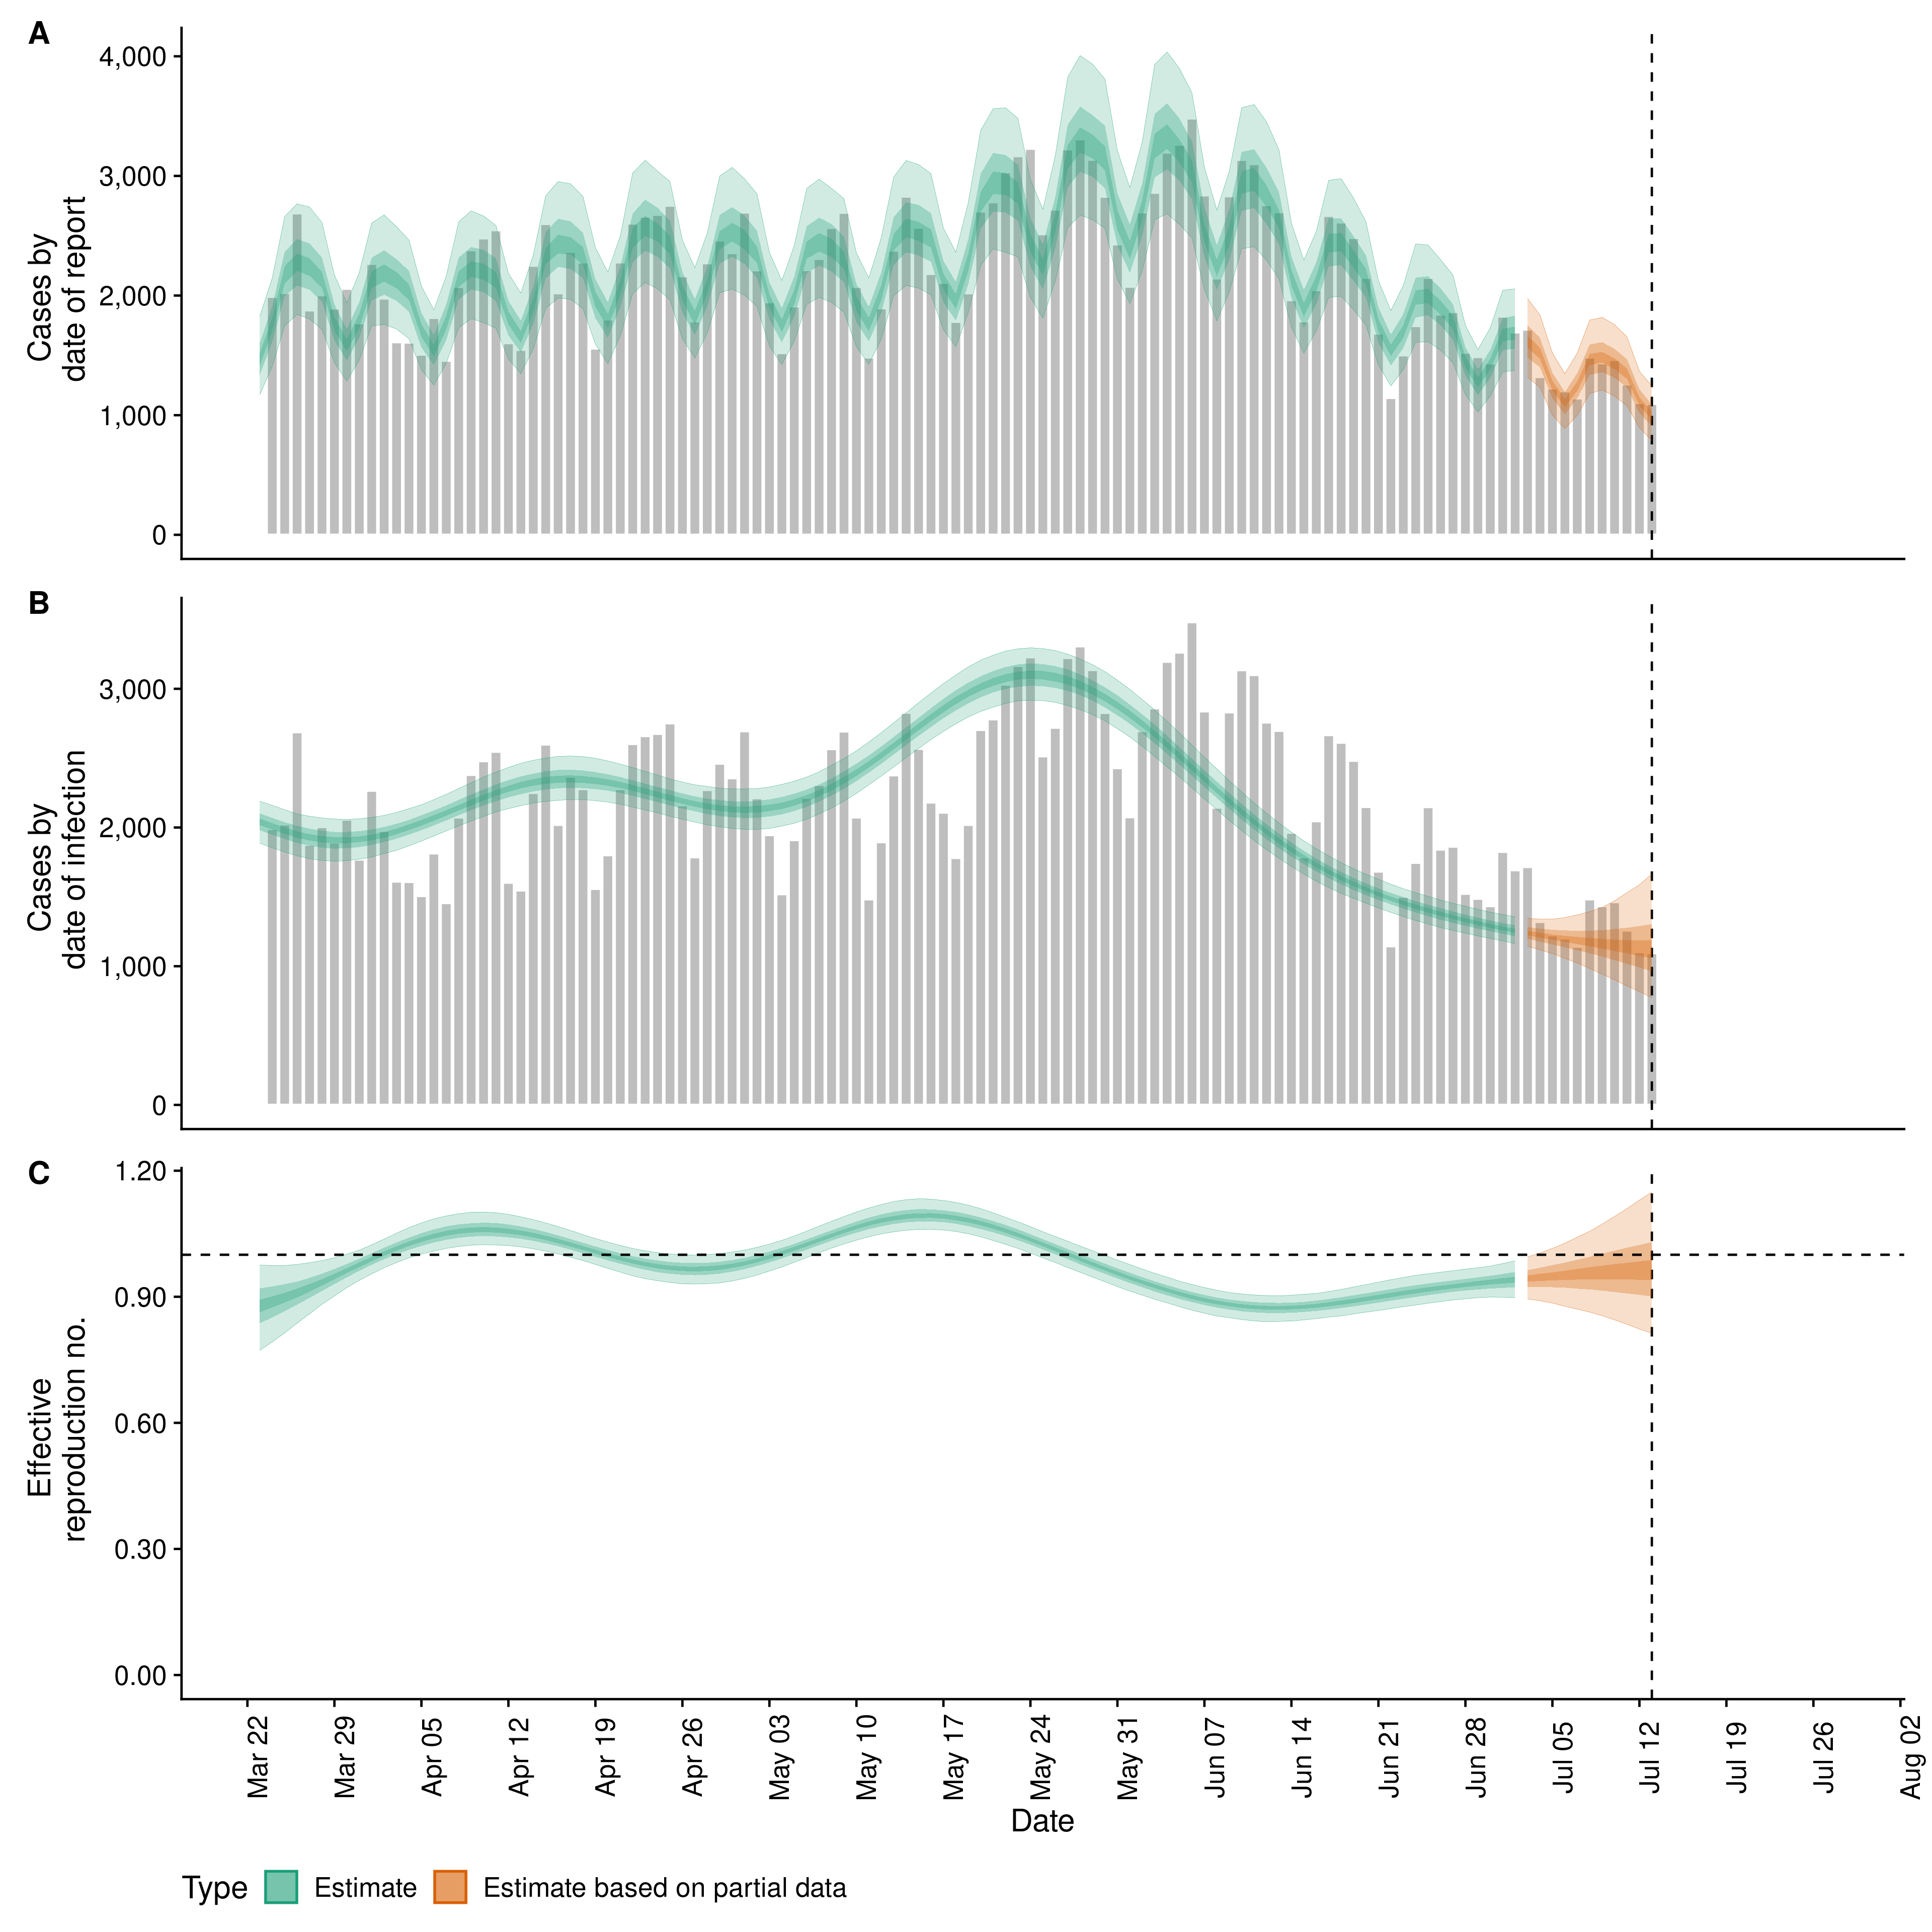 A
Cases by
date of report
4,000
3,000
2,000
1,000
0
B
Cases by
date of infection
3,000
2,000
1,000
0
C
Effective
reproduction no.
1.20
0.90
0.60
0.30
0.00
Mar 22
Mar 29
Apr 05
Apr 12
Apr 19
Apr 26
May 03
May 10
May 17
May 24
May 31
Jun 07
Jun 14
Jun 21
Jun 28
Jul 05
Jul 12
Jul 19
Jul 26
Aug 02
Date
Type Estimate Estimate based on partial data